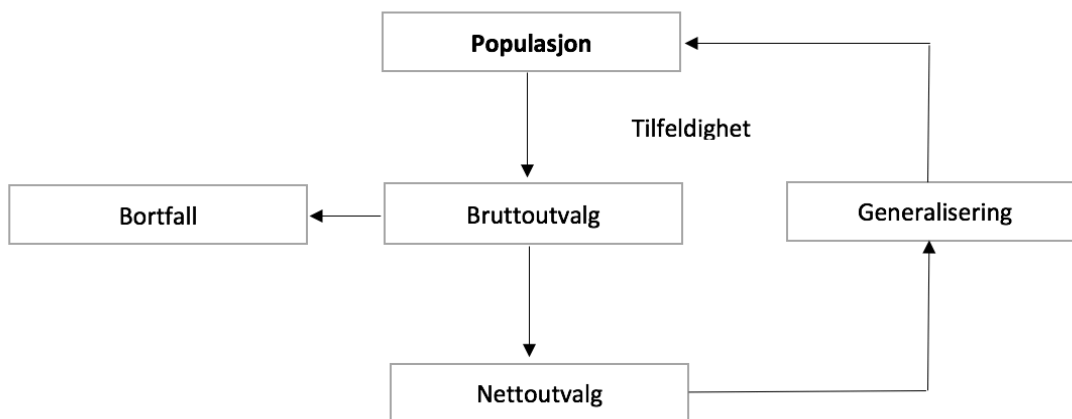 Populasjon
Tilfeldighet
Bortfall
Bruttoutvalg
Generalisering
Nettoutvalg